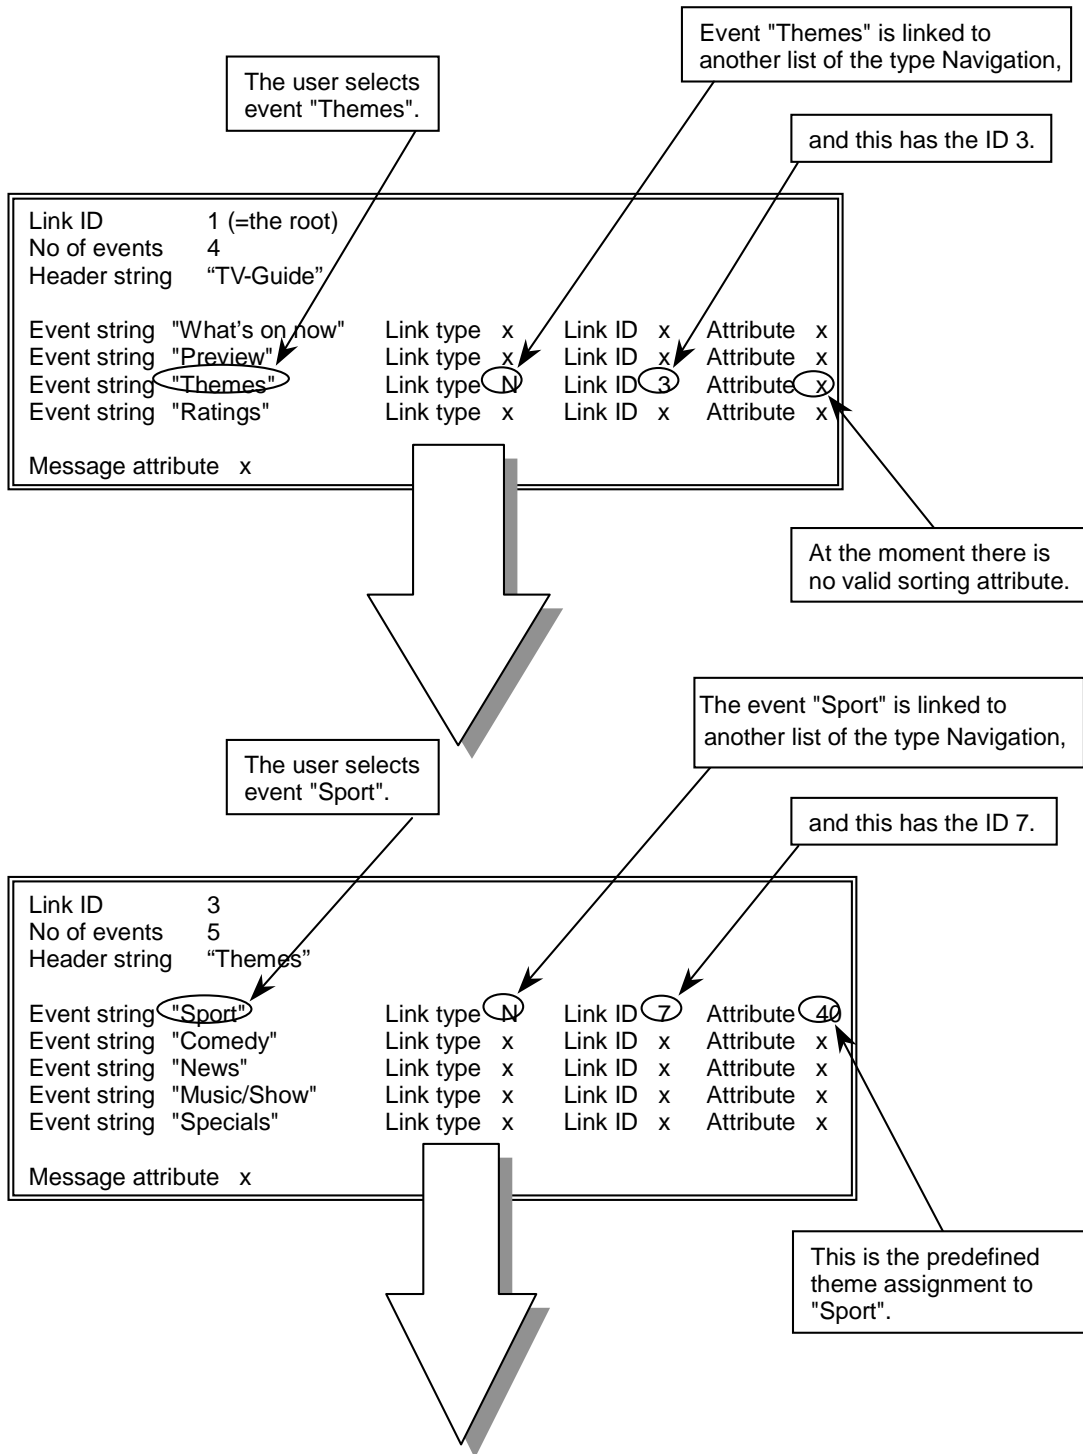 Event "Themes" is linked to
another list of the type Navigation,
The user selects
event "Themes".
and this has the ID 3.
Link ID 1 (=the root)
No of events 4
Header string “TV-Guide”
Event string "What’s on now" Link type x Link ID x Attribute x
Event string "Preview" Link type x Link ID x Attribute x
Event string "Themes" Link type N Link ID 3 Attribute x
Event string "Ratings" Link type x Link ID x Attribute x
Message attribute x
At the moment there is
no valid sorting attribute.
The event "Sport" is linked to
another list of the type Navigation,
The user selects
event "Sport".
and this has the ID 7.
Link ID 3
No of events 5
Header string “Themes”
Event string "Sport" Link type N Link ID 7 Attribute 40
Event string "Comedy" Link type x Link ID x Attribute x
Event string "News" Link type x Link ID x Attribute x
Event string "Music/Show" Link type x Link ID x Attribute x
Event string "Specials" Link type x Link ID x Attribute x
Message attribute x
This is the predefined
theme assignment to
"Sport".